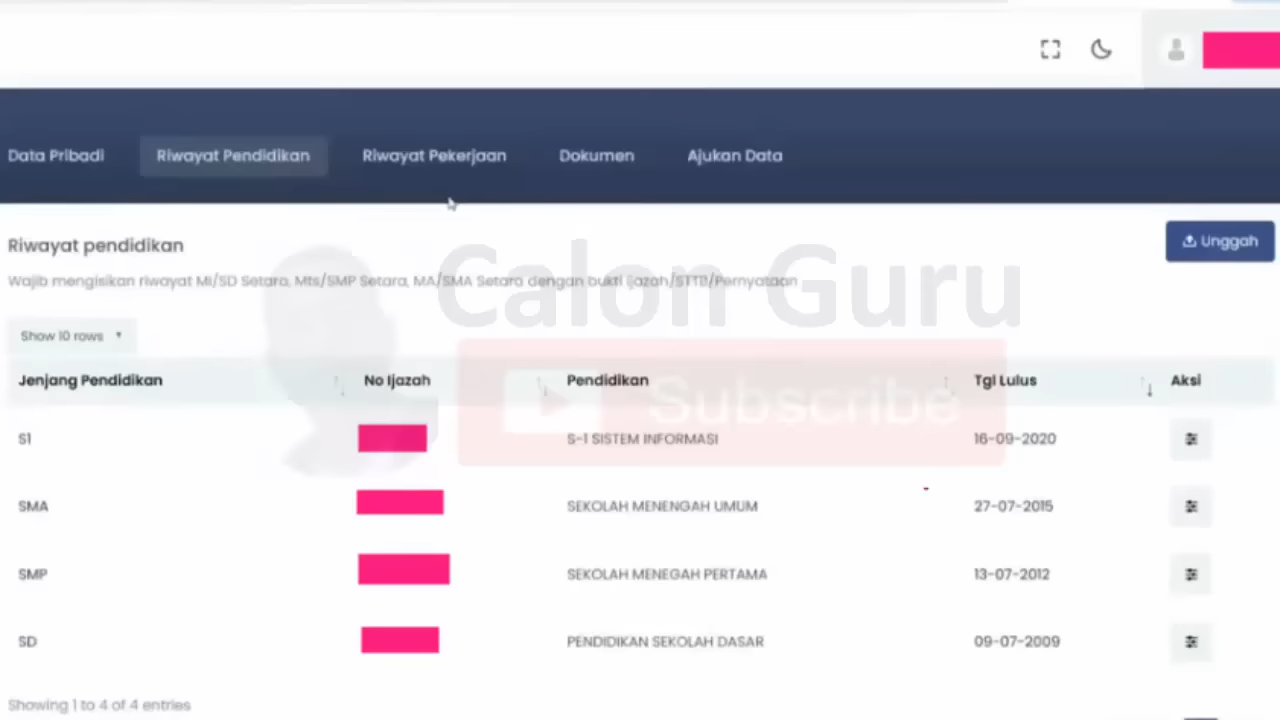 Data Pribadi Riwayat Pendidikan Riwayat Pekerjaan Dokumen Ajukan Data
Riwayat pendidikan
Unggah
Wajib mengisikan riwayat MI/SD Setara, Mts/SMP Setara, MA/SMA Setara dengan bukti ijazah/STTB/Pernyataan
Calon Guru
Show 10 rows
Jenjang Pendidikan No Ijazah Pendidikan Tgl Lulus Aksi
Subscribe
S1 S-1 SISTEM INFORMASI 16-09-2020
SMA SEKOLAH MENENGAH UMUM 27-07-2015
SMP SEKOLAH MENEGAH PERTAMA 13-07-2012
SD PENDIDIKAN SEKOLAH DASAR 09-07-2009
Showing 1 to 4 of 4 entries